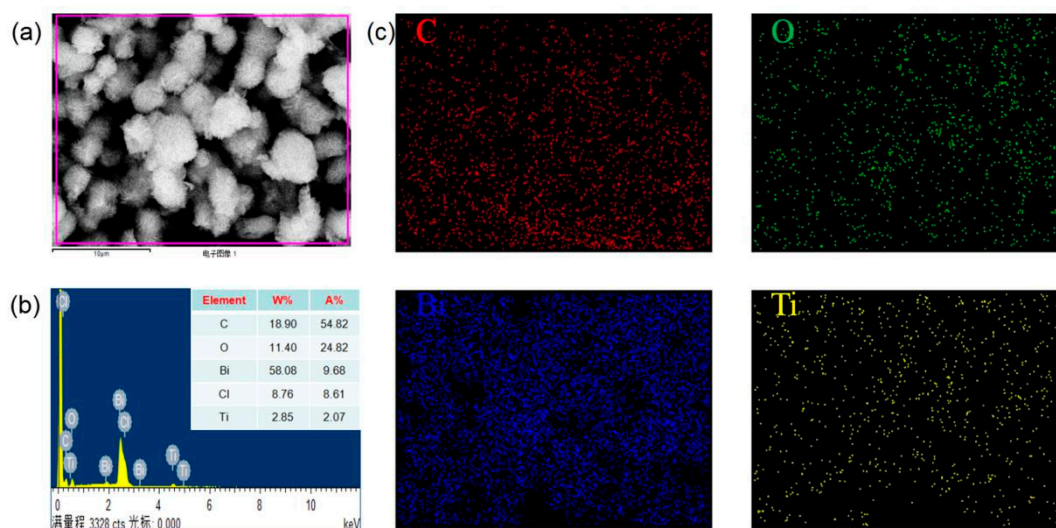 (a)
10μm
电子图像 1
(b)
Element W% A%
C 18.90 54.82
O 11.40 24.82
Bi 58.08 9.68
Cl 8.76 8.61
Ti 2.85 2.07
Cl
O
C
Ti
Bi
Cl
Bi
Bi
Ti
Ti
0 2 4 6 8 10
满量程 3328 cts 光标: 0.000 keV
(c)
C
O
Bi
Ti